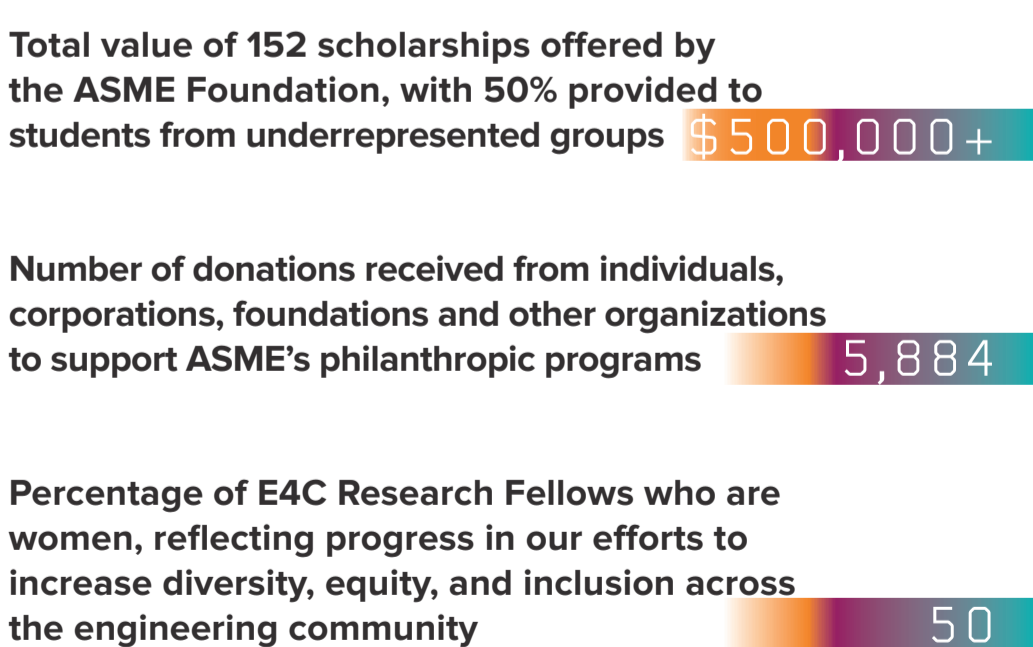 Total value of 152 scholarships offered by
the ASME Foundation, with 50% provided to
students from underrepresented groups $500,000+
Number of donations received from individuals,
corporations, foundations and other organizations
to support ASME’s philanthropic programs 5,884
Percentage of E4C Research Fellows who are
women, reflecting progress in our efforts to
increase diversity, equity, and inclusion across
the engineering community 50